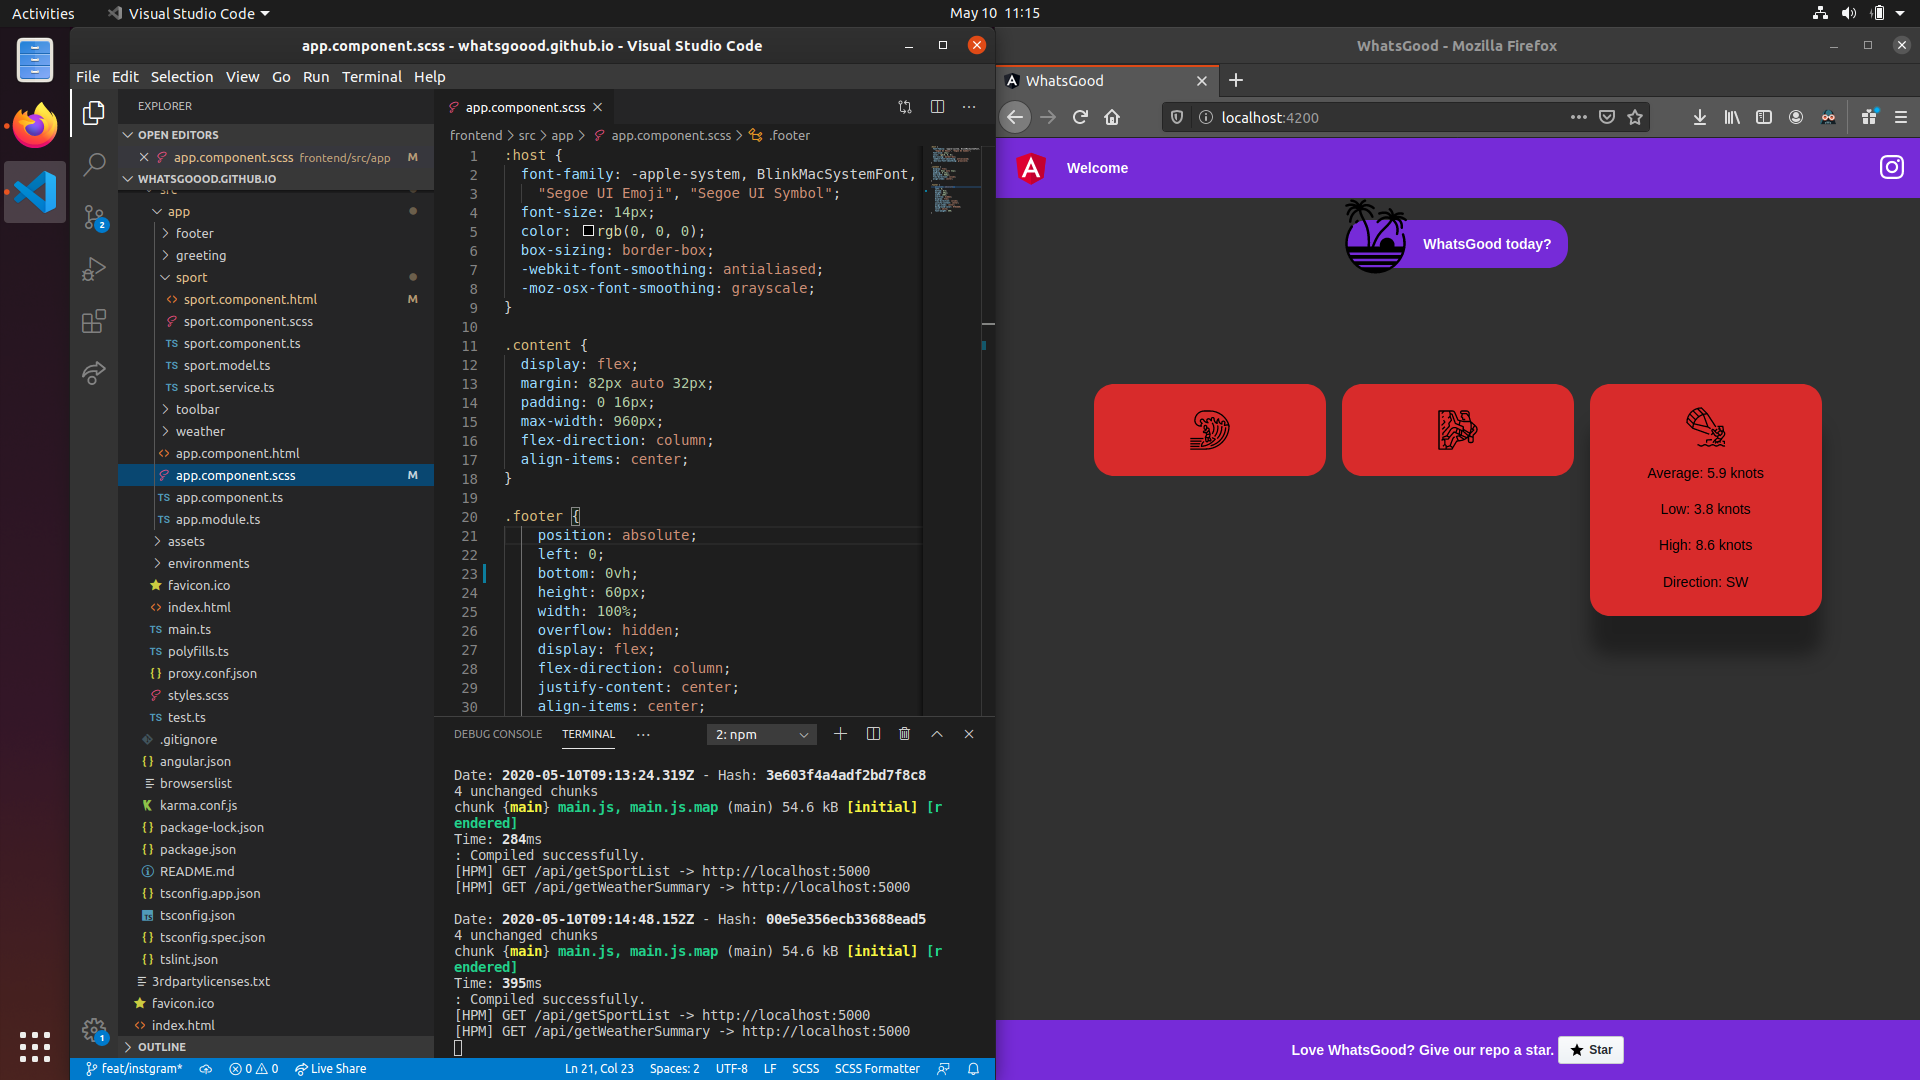 Activities
Visual Studio Code
May 10 11:15
app.component.scss - whatsgoood.github.io - Visual Studio Code
File Edit Selection View Go Run Terminal Help
EXPLORER
OPEN EDITORS
app.component.scss frontend/src/app M
WHATSGOOOD.GITHUB.IO
src
app
footer
greeting
sport
sport.component.html M
sport.component.scss
TS sport.component.ts
TS sport.model.ts
TS sport.service.ts
toolbar
weather
app.component.html
app.component.scss M
TS app.component.ts
TS app.module.ts
assets
environments
favicon.ico
index.html
TS main.ts
TS polyfills.ts
proxy.conf.json
styles.scss
TS test.ts
.gitignore
angular.json
browserslist
karma.conf.js
package-lock.json
package.json
README.md
tsconfig.app.json
tsconfig.json
tsconfig.spec.json
tslint.json
3rdpartylicenses.txt
favicon.ico
index.html
OUTLINE
2
1
app.component.scss
frontend > src > app > app.component.scss > .footer
1 :host {
2 font-family: -apple-system, BlinkMacSystemFont,
3 "Segoe UI Emoji", "Segoe UI Symbol";
4 font-size: 14px;
5 color: rgb(0, 0, 0);
6 box-sizing: border-box;
7 -webkit-font-smoothing: antialiased;
8 -moz-osx-font-smoothing: grayscale;
9 }
10
11 .content {
12 display: flex;
13 margin: 82px auto 32px;
14 padding: 0 16px;
15 max-width: 960px;
16 flex-direction: column;
17 align-items: center;
18 }
19
20 .footer {
21 position: absolute;
22 left: 0;
23 bottom: 0vh;
24 height: 60px;
25 width: 100%;
26 overflow: hidden;
27 display: flex;
28 flex-direction: column;
29 justify-content: center;
30 align-items: center;
DEBUG CONSOLE TERMINAL ··· 2: npm
Date: 2020-05-10T09:13:24.319Z - Hash: 3e603f4a4adf2bd7f8c8
4 unchanged chunks
chunk {main} main.js, main.js.map (main) 54.6 kB [initial] [r
endered]
Time: 284ms
: Compiled successfully.
[HPM] GET /api/getSportList -> http://localhost:5000
[HPM] GET /api/getWeatherSummary -> http://localhost:5000
Date: 2020-05-10T09:14:48.152Z - Hash: 00e5e356ecb33688ead5
4 unchanged chunks
chunk {main} main.js, main.js.map (main) 54.6 kB [initial] [r
endered]
Time: 395ms
: Compiled successfully.
[HPM] GET /api/getSportList -> http://localhost:5000
[HPM] GET /api/getWeatherSummary -> http://localhost:5000
feat/instgram* 0 0 Live Share Ln 21, Col 23 Spaces: 2 UTF-8 LF SCSS SCSS Formatter
WhatsGood - Mozilla Firefox
WhatsGood
localhost:4200
A Welcome
WhatsGood today?
Average: 5.9 knots
Low: 3.8 knots
High: 8.6 knots
Direction: SW
Love WhatsGood? Give our repo a star. Star